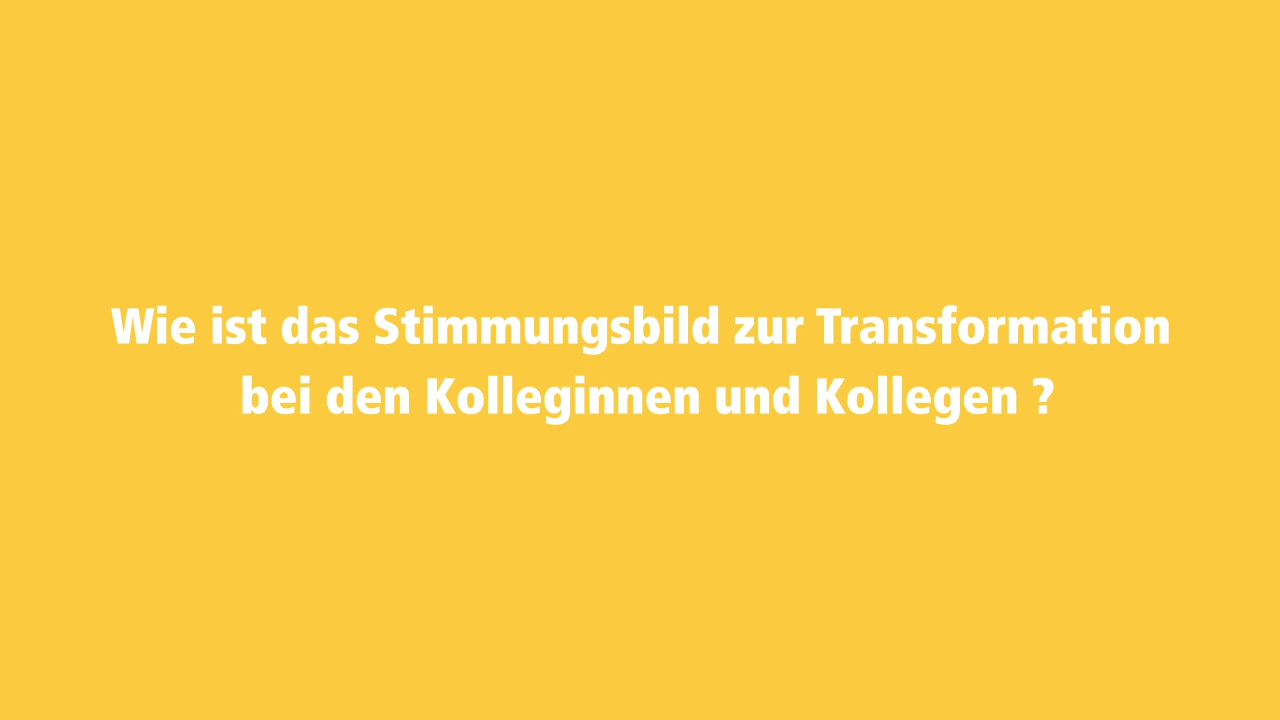 Wie ist das Stimmungsbild zur Transformation
bei den Kolleginnen und Kollegen ?